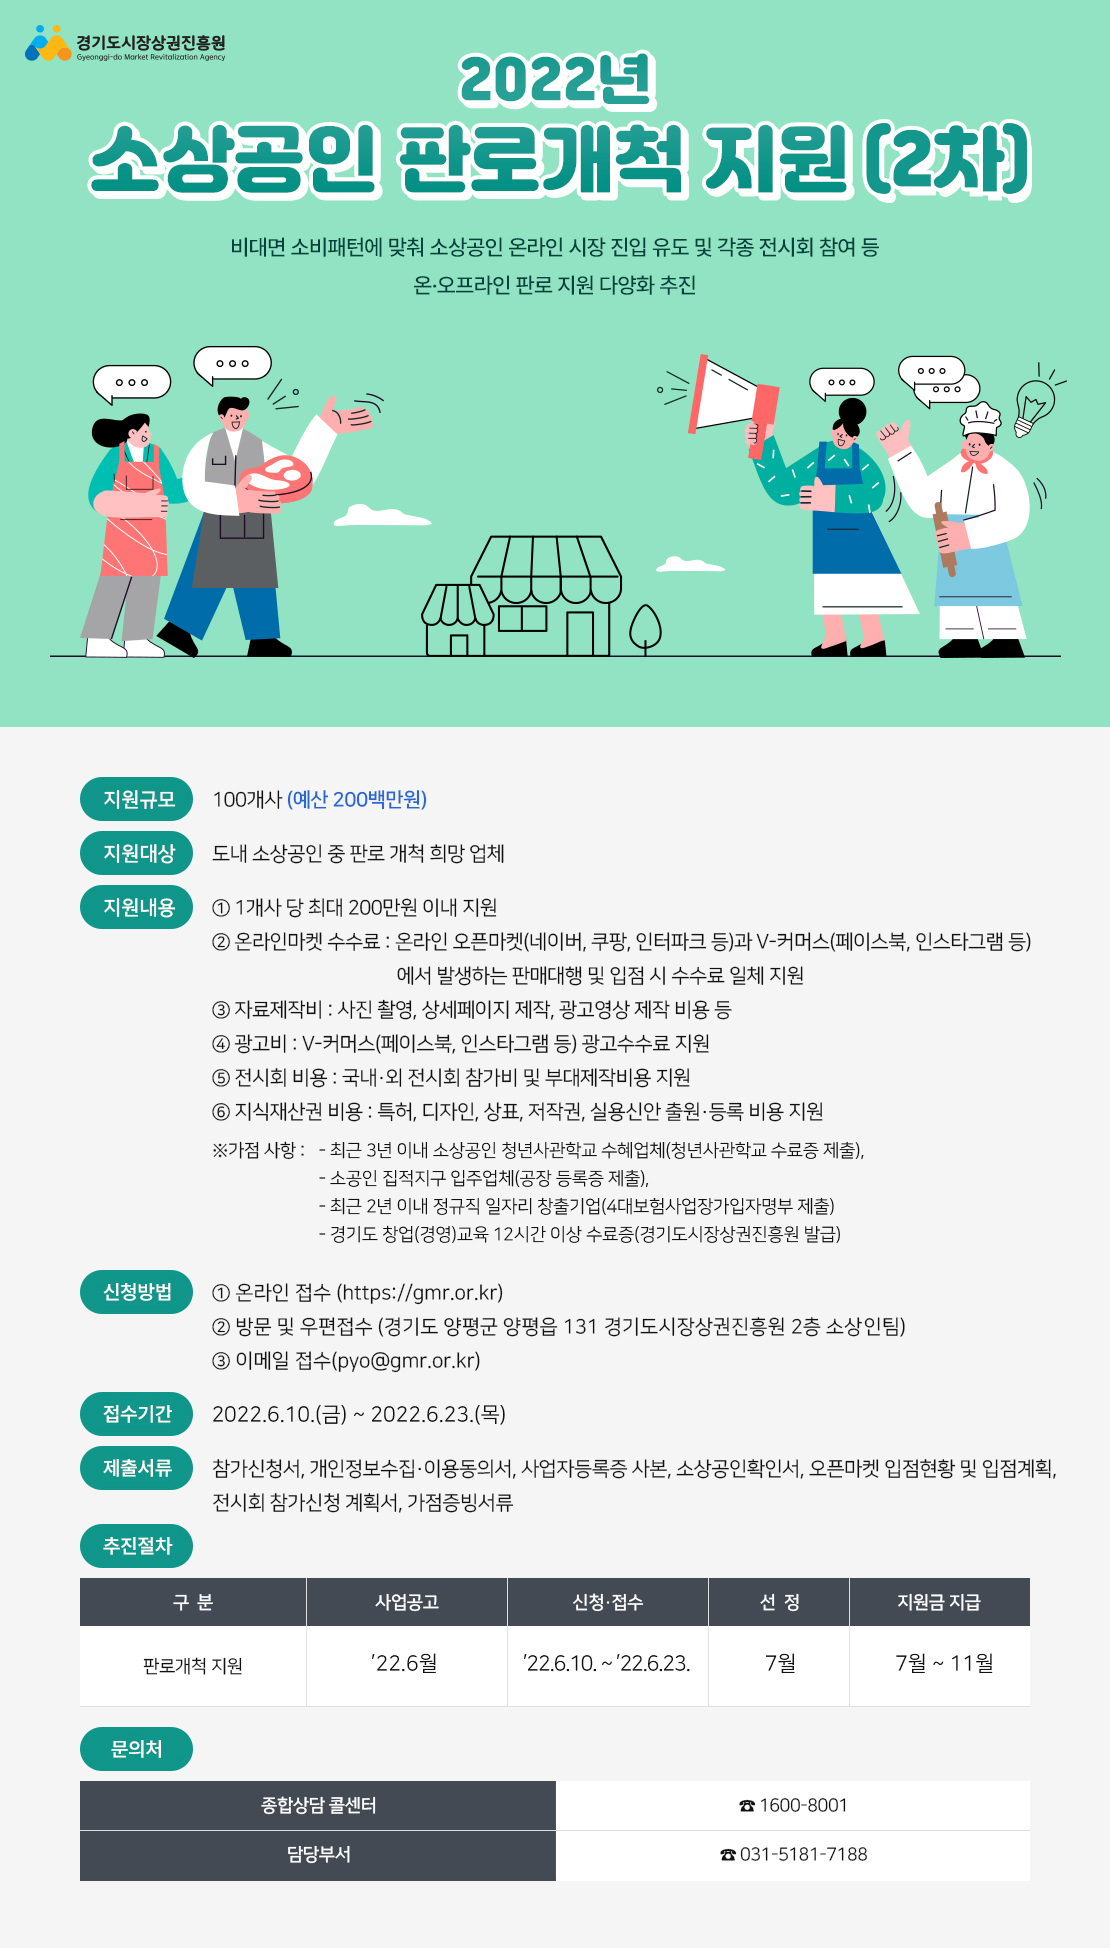 경기도시장상권진흥원
Gyeonggi-do Market Revitalization Agency
2022년
소상공인 판로개척 지원 (2차)
비대면 소비패턴에 맞춰 소상공인 온라인 시장 진입 유도 및 각종 전시회 참여 등
온·오프라인 판로 지원 다양화 추진
지원규모 100개사 (예산 200백만원)
지원대상 도내 소상공인 중 판로 개척 희망 업체
지원내용 ① 1개사 당 최대 200만원 이내 지원
② 온라인마켓 수수료 : 온라인 오픈마켓(네이버, 쿠팡, 인터파크 등)과 V-커머스(페이스북, 인스타그램 등)
에서 발생하는 판매대행 및 입점 시 수수료 일체 지원
③ 자료제작비 : 사진 촬영, 상세페이지 제작, 광고영상 제작 비용 등
④ 광고비 : V-커머스(페이스북, 인스타그램 등) 광고수수료 지원
⑤ 전시회 비용 : 국내·외 전시회 참가비 및 부대제작비용 지원
⑥ 지식재산권 비용 : 특허, 디자인, 상표, 저작권, 실용신안 출원·등록 비용 지원
※가점 사항 : - 최근 3년 이내 소상공인 청년사관학교 수혜업체(청년사관학교 수료증 제출),
- 소공인 집적지구 입주업체(공장 등록증 제출),
- 최근 2년 이내 정규직 일자리 창출기업(4대보험사업장가입자명부 제출)
- 경기도 창업(경영)교육 12시간 이상 수료증(경기도시장상권진흥원 발급)
신청방법 ① 온라인 접수 (https://gmr.or.kr)
② 방문 및 우편접수 (경기도 양평군 양평읍 131 경기도시장상권진흥원 2층 소상인팀)
③ 이메일 접수(pyo@gmr.or.kr)
접수기간 2022.6.10.(금) ~ 2022.6.23.(목)
제출서류 참가신청서, 개인정보수집·이용동의서, 사업자등록증 사본, 소상공인확인서, 오픈마켓 입점현황 및 입점계획,
전시회 참가신청 계획서, 가점증빙서류
추진절차
구 분 사업공고 신청·접수 선 정 지원금 지급
판로개척 지원 '22.6월 '22.6.10. ~ '22.6.23. 7월 7월 ~ 11월
문의처
종합상담 콜센터 ☎ 1600-8001
담당부서 ☎ 031-5181-7188